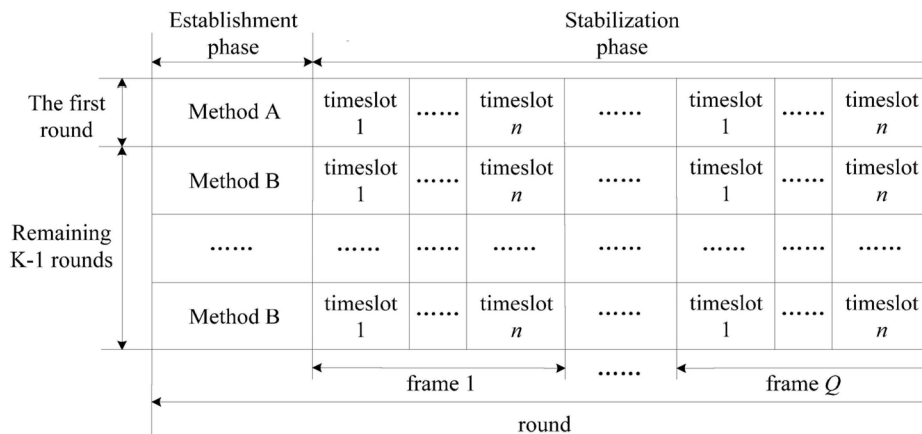 Establishment
phase
Stabilization
phase
The first
round
Method A
timeslot
1
......
timeslot
n
......
timeslot
1
......
timeslot
n
Remaining
K-1 rounds
Method B
timeslot
1
......
timeslot
n
......
timeslot
1
......
timeslot
n
......
......
......
......
......
......
......
......
Method B
timeslot
1
......
timeslot
n
......
timeslot
1
......
timeslot
n
frame 1
......
frame Q
round